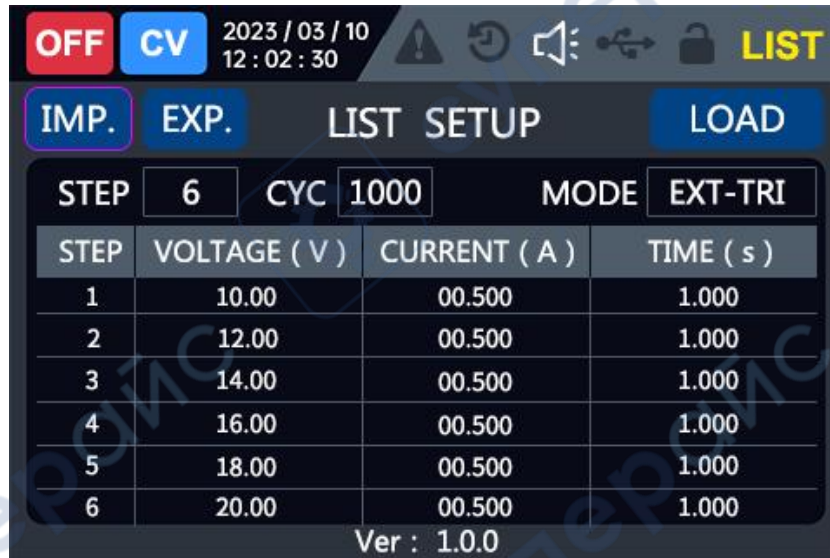 OFF CV 2023 / 03 / 10
12 : 02 : 30 LIST
IMP. EXP. LIST SETUP LOAD
STEP 6 CYC 1000 MODE EXT-TRI
STEP VOLTAGE ( V ) CURRENT ( A ) TIME ( s )
1 10.00 00.500 1.000
2 12.00 00.500 1.000
3 14.00 00.500 1.000
4 16.00 00.500 1.000
5 18.00 00.500 1.000
6 20.00 00.500 1.000
Ver : 1.0.0